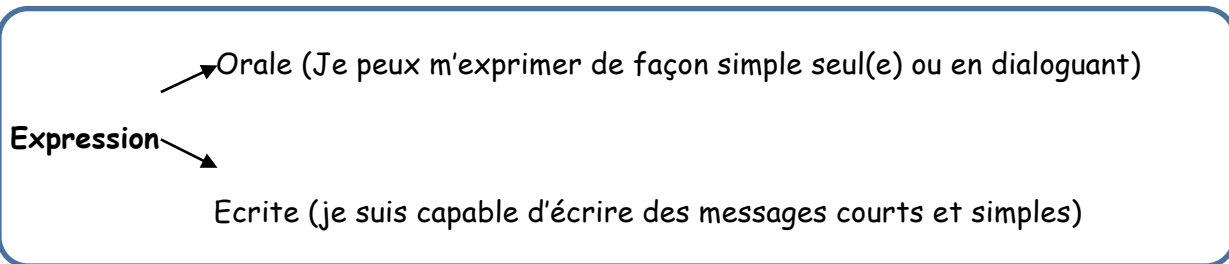 Orale (Je peux m'exprimer de façon simple seul(e) ou en dialoguant)
Expression
Ecrite (je suis capable d'écrire des messages courts et simples)